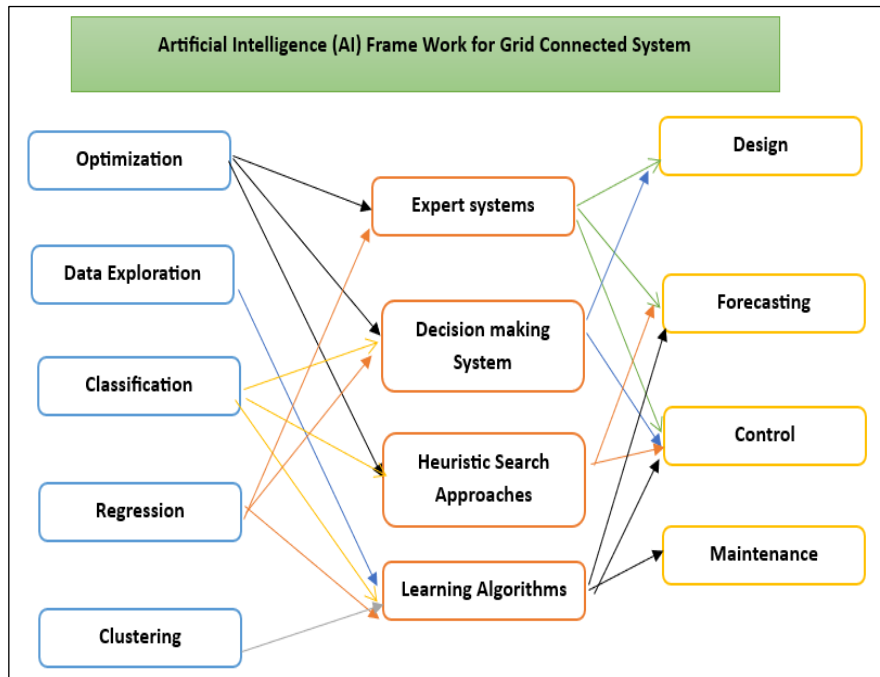 Artificial Intelligence (AI) Frame Work for Grid Connected System
Optimization
Data Exploration
Classification
Regression
Clustering
Expert systems
Decision making
System
Heuristic Search
Approaches
Learning Algorithms
Design
Forecasting
Control
Maintenance